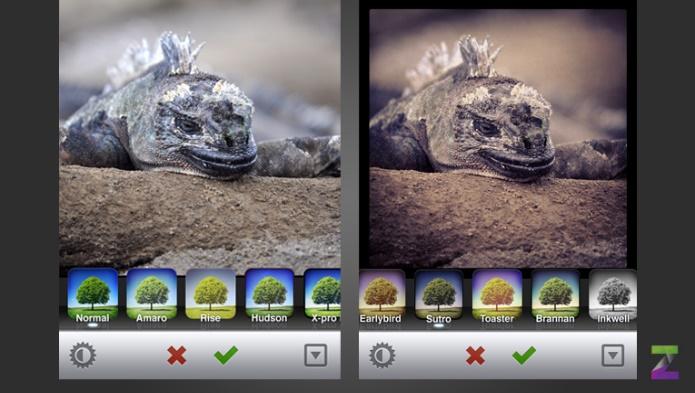 Normal
Amaro
Rise
Hudson
X-pro
Earlybird
Sutro
Toaster
Brannan
Inkwell
Z